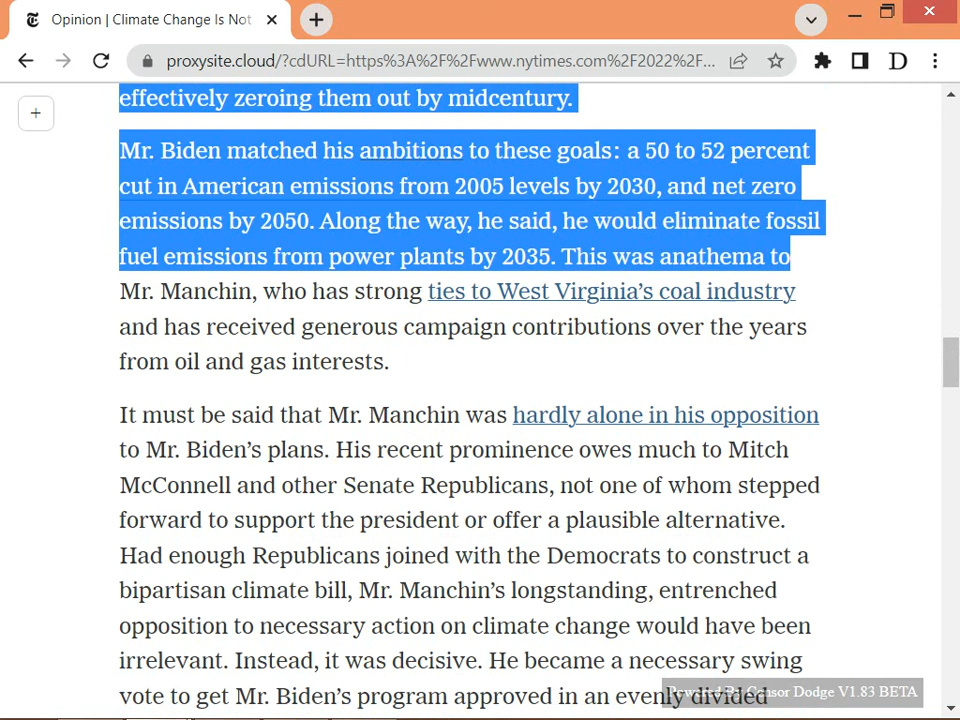 Opinion | Climate Change Is Not
proxysite.cloud/?cdURL=https%3A%2F%2Fwww.nytimes.com%2F2022%2F...
D
effectively zeroing them out by midcentury.
Mr. Biden matched his ambitions to these goals: a 50 to 52 percent
cut in American emissions from 2005 levels by 2030, and net zero
emissions by 2050. Along the way, he said, he would eliminate fossil
fuel emissions from power plants by 2035. This was anathema to
Mr. Manchin, who has strong ties to West Virginia’s coal industry
and has received generous campaign contributions over the years
from oil and gas interests.
It must be said that Mr. Manchin was hardly alone in his opposition
to Mr. Biden’s plans. His recent prominence owes much to Mitch
McConnell and other Senate Republicans, not one of whom stepped
forward to support the president or offer a plausible alternative.
Had enough Republicans joined with the Democrats to construct a
bipartisan climate bill, Mr. Manchin’s longstanding, entrenched
opposition to necessary action on climate change would have been
irrelevant. Instead, it was decisive. He became a necessary swing
vote to get Mr. Biden’s program approved in an evenly divided
Powered By Censor Dodge V1.83 BETA